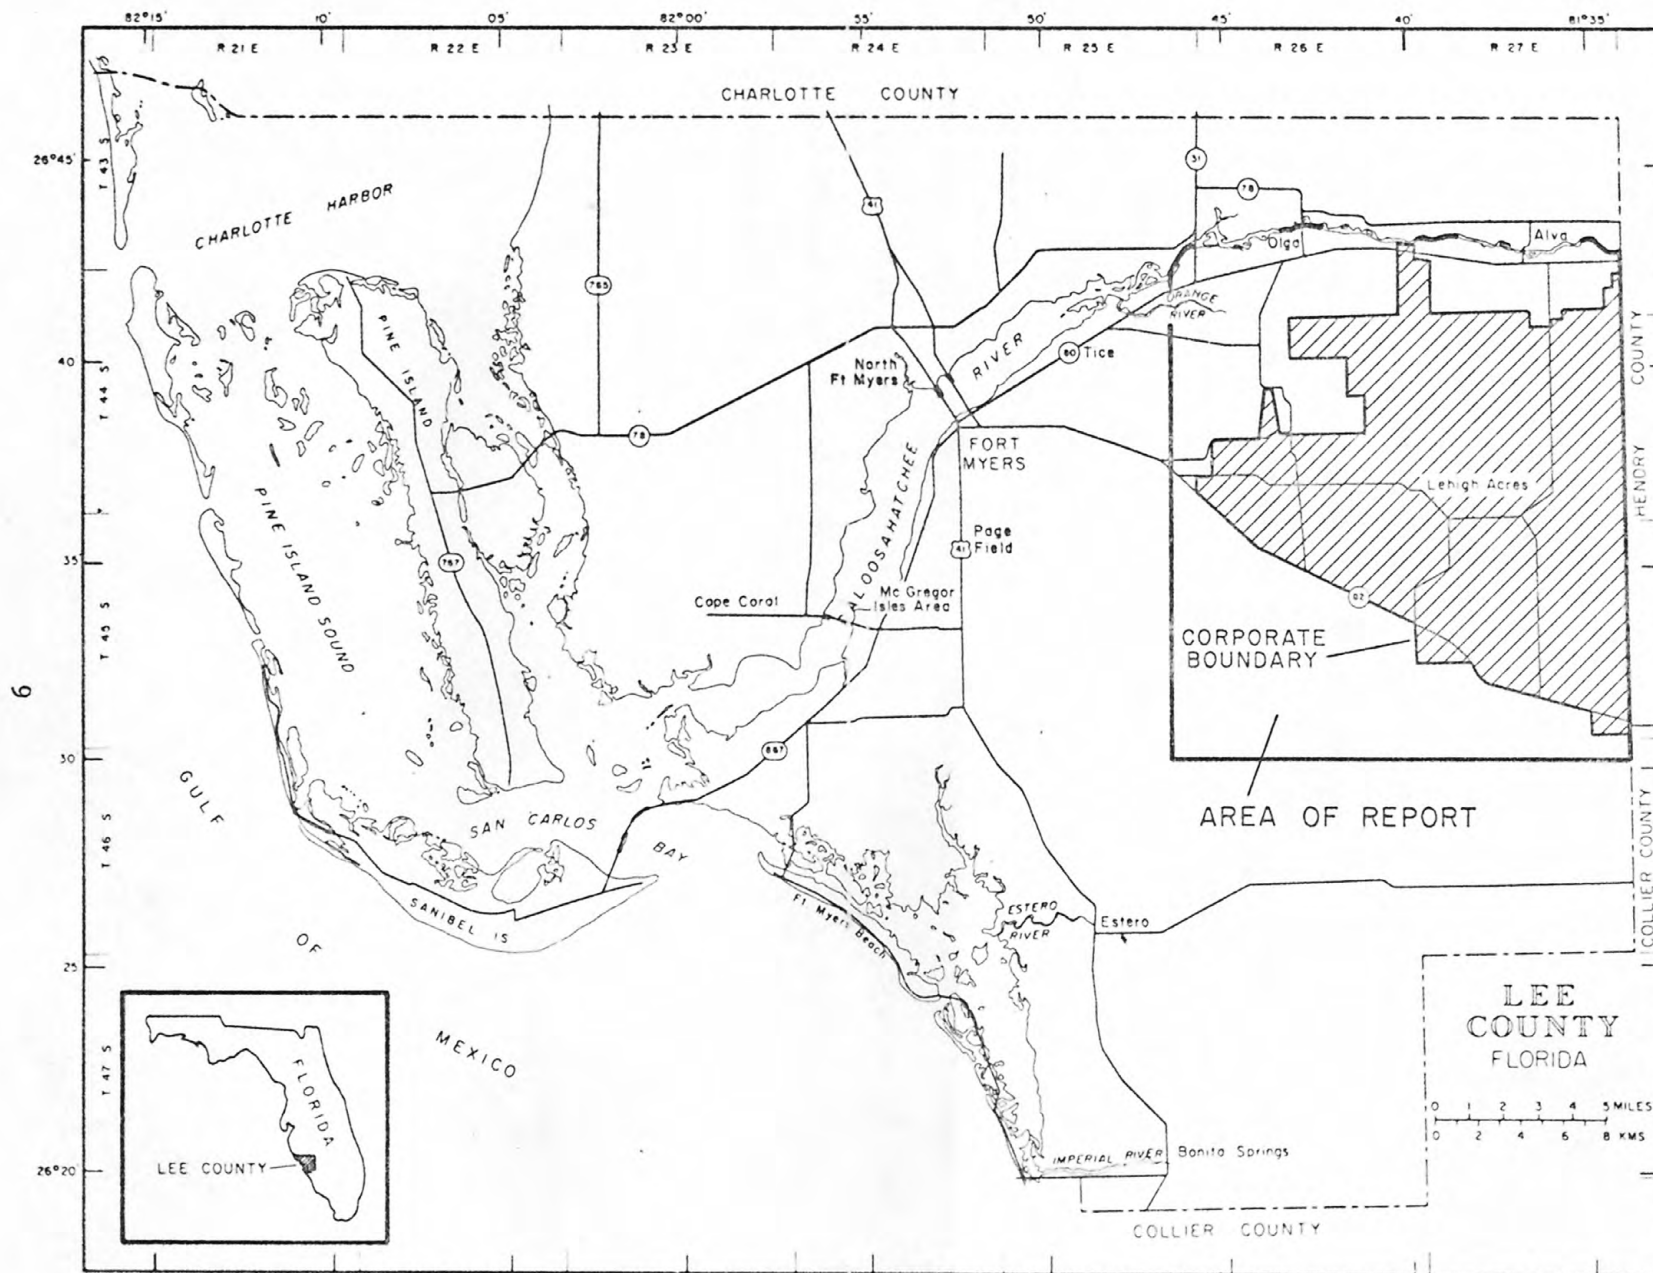 82°15' 10' 05' 82°00' 55' 50' 45' 40' 81°35'
R 21 E R 22 E R 23 E R 24 E R 25 E R 26 E R 27 E
CHARLOTTE COUNTY
26°45'
T 43 S
31
78
CHARLOTTE HARBOR
41
Olga
Alva
765
ORANGE
RIVER
PINE ISLAND
RIVER
80
Tice
North
Ft Myers
40
T 44 S
HENDRY COUNTY
78
FORT
MYERS
CALOOSAHATCHEE
Lehigh Acres
PINE ISLAND SOUND
Page
Field
41
35
767
Mc Gregor
Isles Area
Cape Coral
82
T 45 S
CORPORATE
BOUNDARY
6
30
867
GULF
OF
MEXICO
AREA OF REPORT
SAN CARLOS
BAY
T 46 S
COLLIER COUNTY
SANIBEL IS
Ft. Myers Beach
ESTERO
RIVER
Estero
25
LEE
COUNTY
FLORIDA
0 1 2 3 4 5 MILES
0 2 4 6 8 KMS
T 47 S
FLORIDA
LEE COUNTY
26°20'
IMPERIAL RIVER
Bonita Springs
COLLIER COUNTY